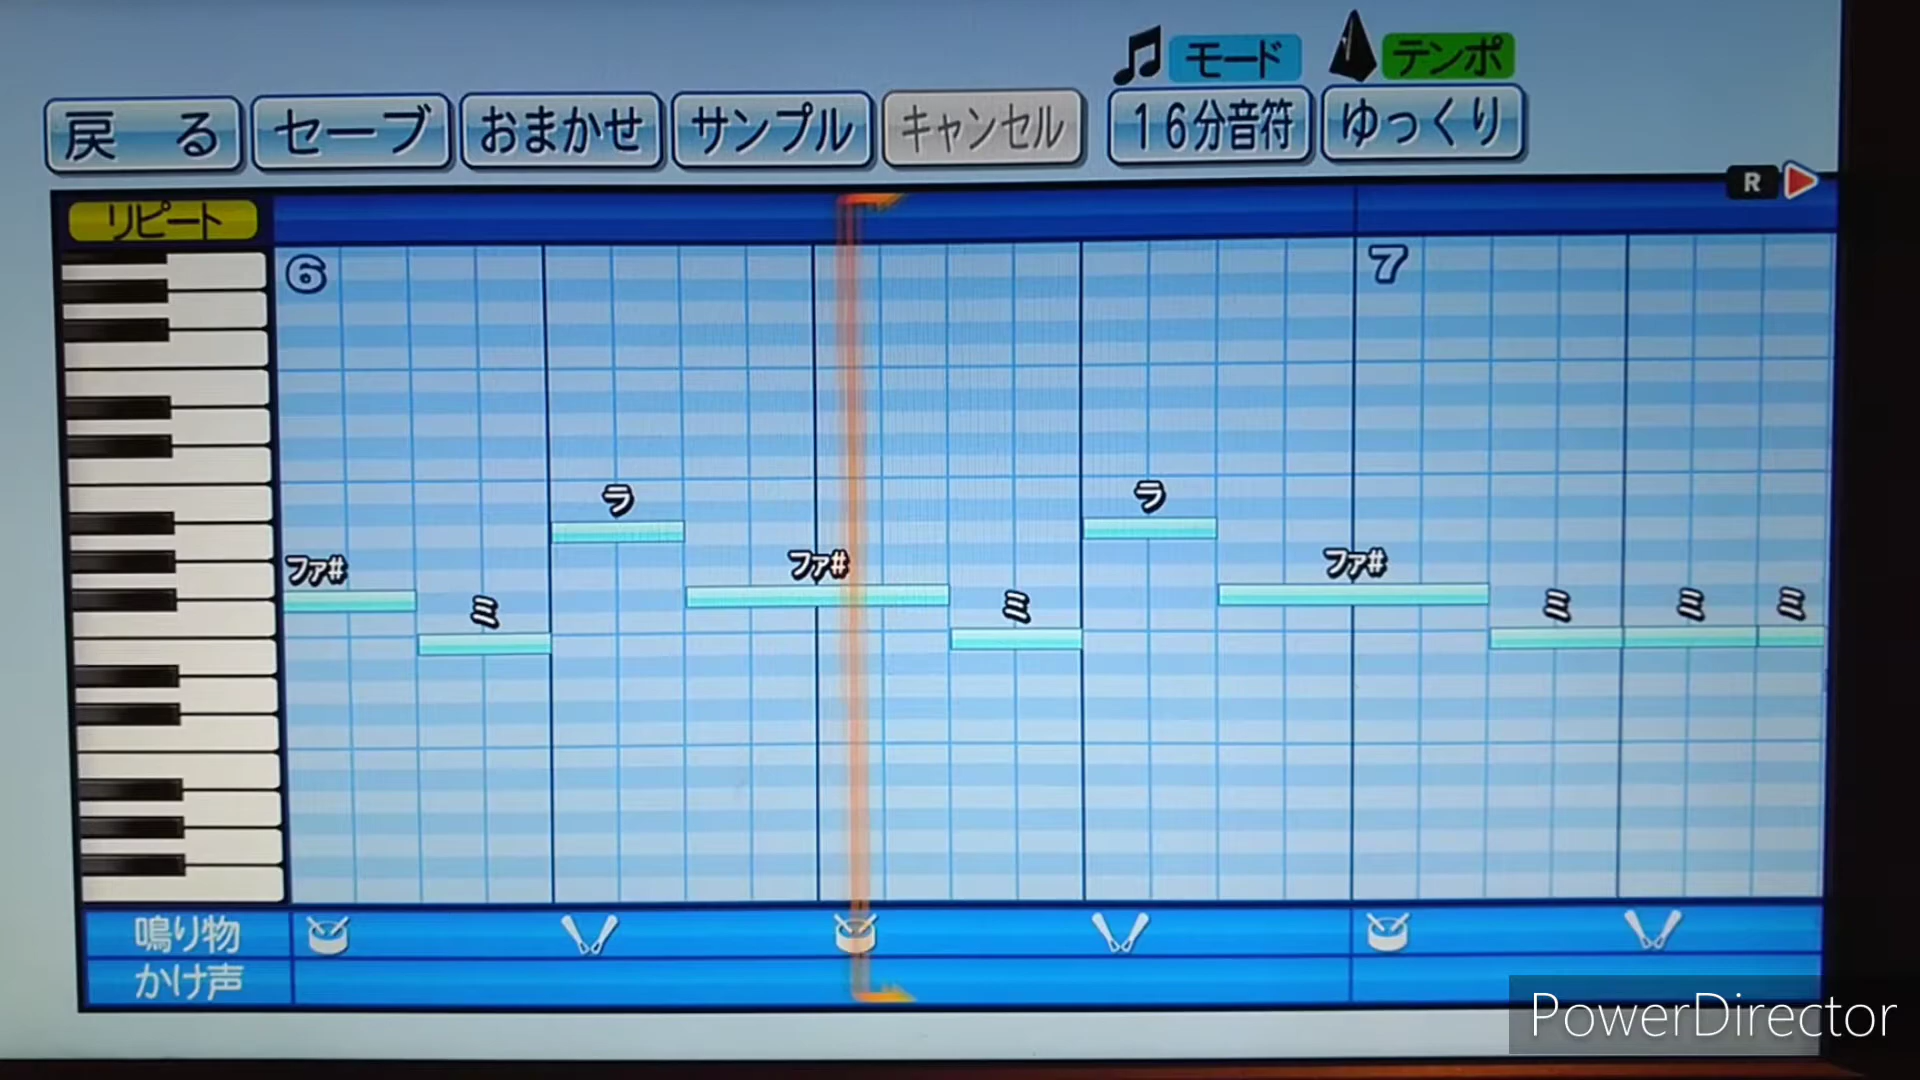 モード テンポ
戻る セーブ おまかせ サンプル キャンセル 16分音符 ゆっくり
R
リピート
6 7
ラ ラ
ファ# ファ# ファ#
ミ ミ ミ ミ ミ
鳴り物
かけ声
PowerDirector